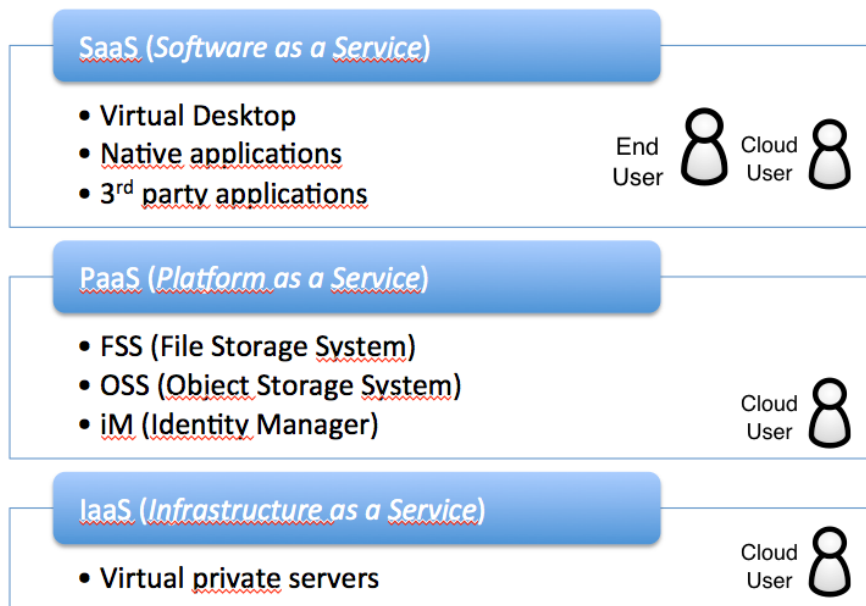 SaaS (Software as a Service)
• Virtual Desktop
• Native applications
• 3rd party applications
End User
Cloud User
PaaS (Platform as a Service)
• FSS (File Storage System)
• OSS (Object Storage System)
• iM (Identity Manager)
Cloud User
IaaS (Infrastructure as a Service)
• Virtual private servers
Cloud User